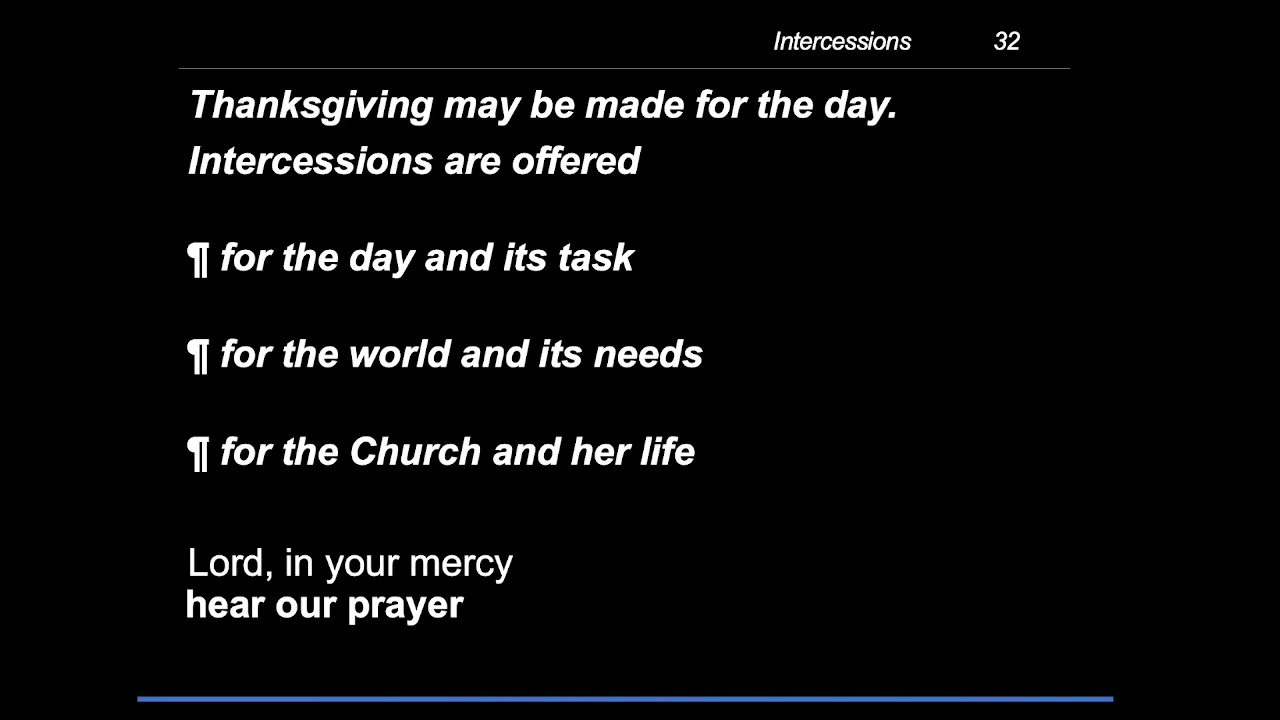 Intercessions 32
Thanksgiving may be made for the day.
Intercessions are offered
¶ for the day and its task
¶ for the world and its needs
¶ for the Church and her life
Lord, in your mercy
hear our prayer